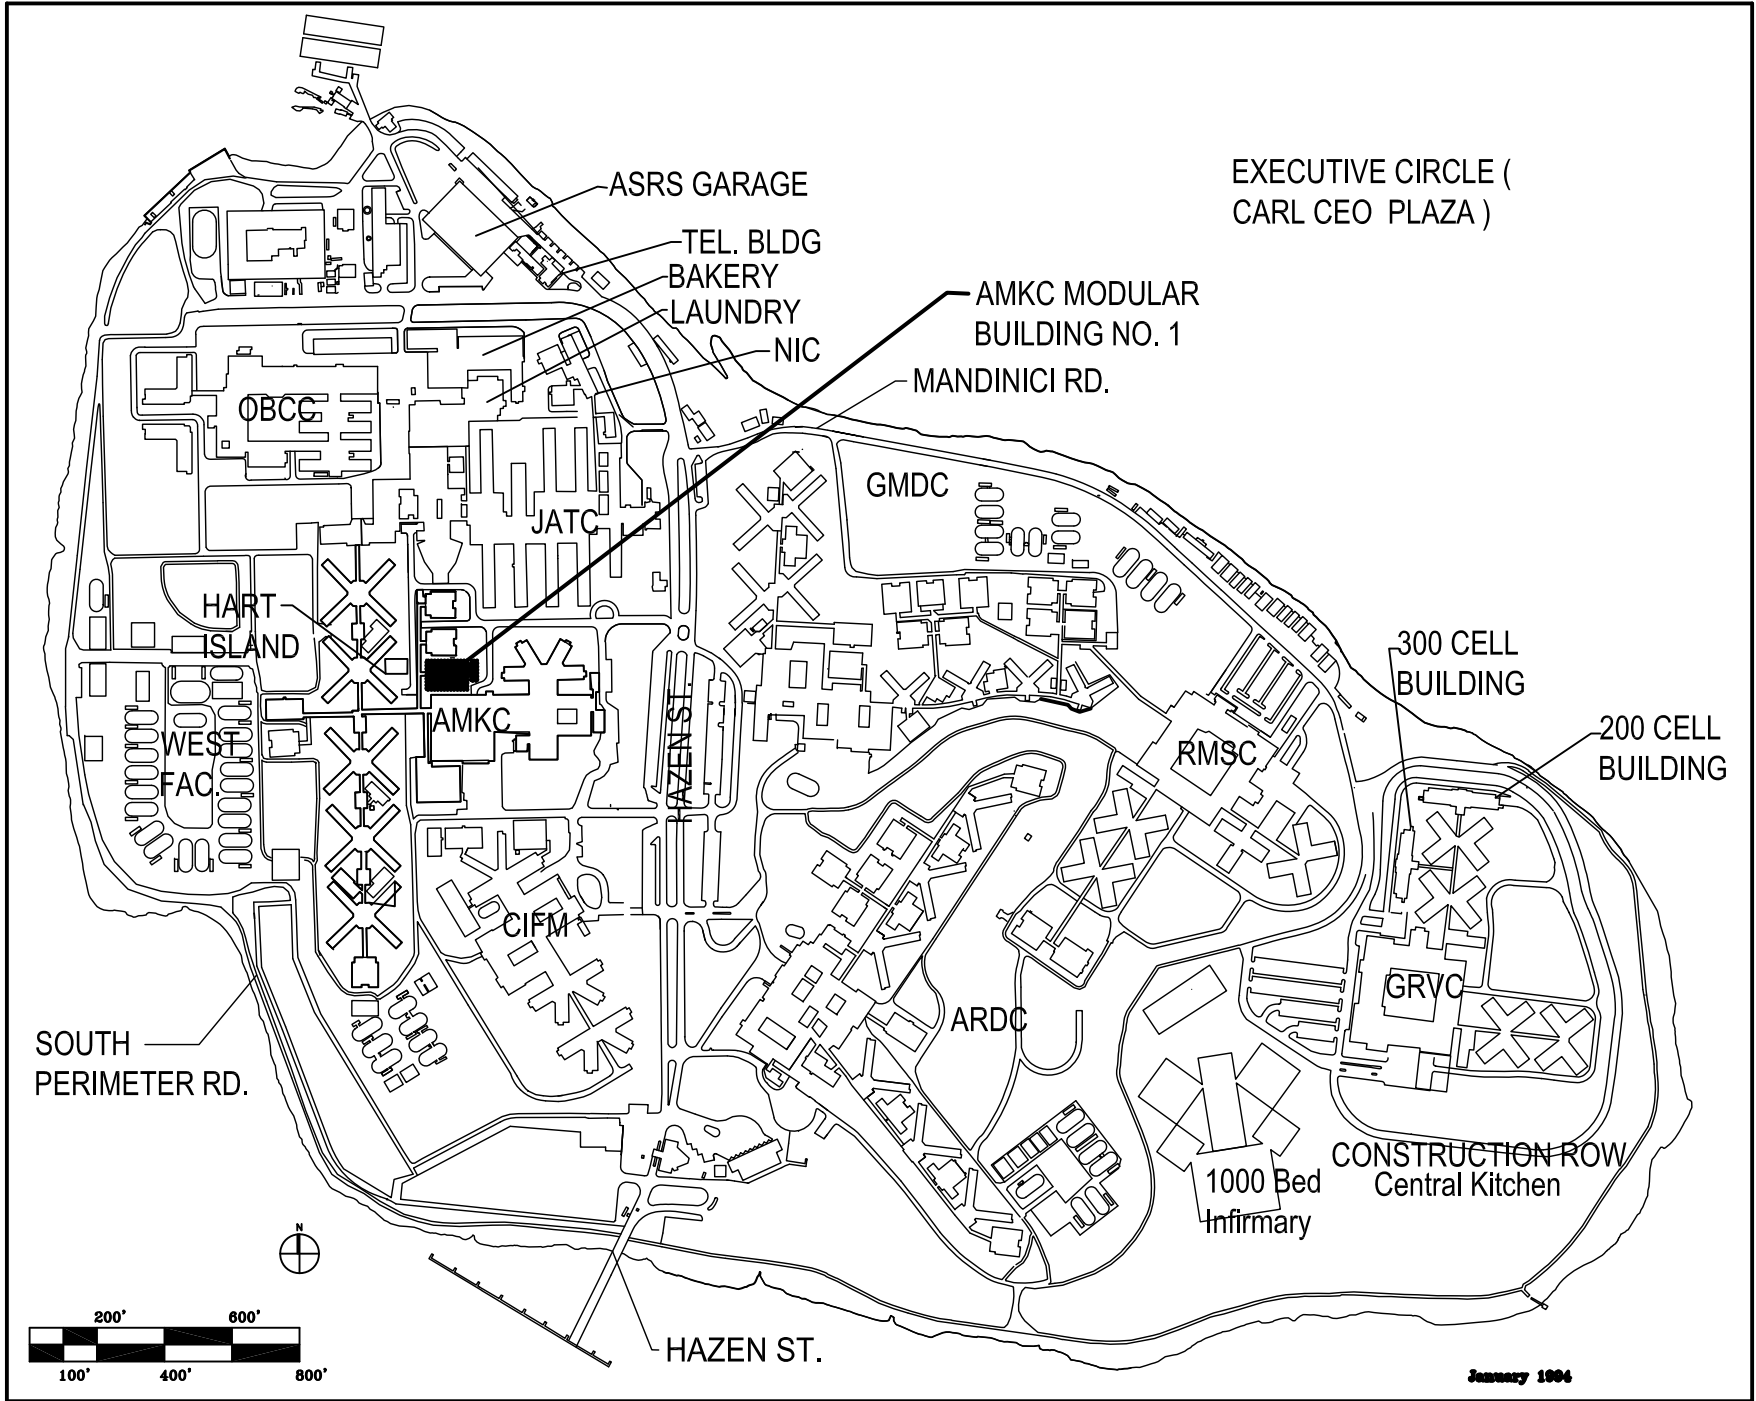 ASRS GARAGE
EXECUTIVE CIRCLE (
CARL CEO PLAZA )
TEL. BLDG
BAKERY
LAUNDRY
NIC
AMKC MODULAR
BUILDING NO. 1
MANDINICI RD.
OBCC
GMDC
JATC
HART
ISLAND
300 CELL
BUILDING
200 CELL
BUILDING
HAZEN ST.
AMKC
WEST
FAC.
RMSC
CIFM
GRVC
ARDC
SOUTH
PERIMETER RD.
CONSTRUCTION ROW
Central Kitchen
1000 Bed
Infirmary
N
200' 600'
100' 400' 800'
HAZEN ST.
January 1994